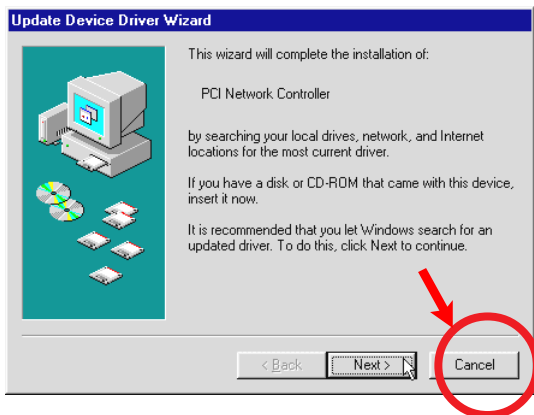 Update Device Driver Wizard
This wizard will complete the installation of:
PCI Network Controller
by searching your local drives, network, and Internet
locations for the most current driver.
If you have a disk or CD-ROM that came with this device,
insert it now.
It is recommended that you let Windows search for an
updated driver. To do this, click Next to continue.
< Back
Next >
Cancel